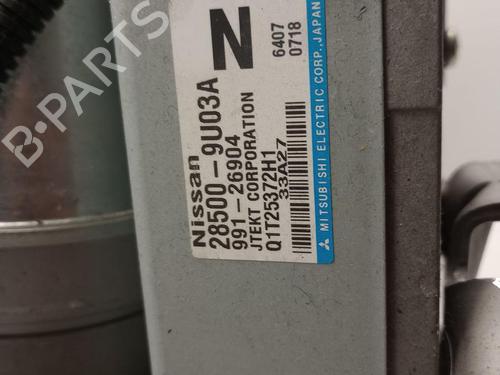 Nissan
28500-9U03A
991-26904
JTEKT CORPORATION
Q1T25372H1
33A27
N
6407
0718
MITSUBISHI ELECTRIC CORP., JAPAN
B-PARTS